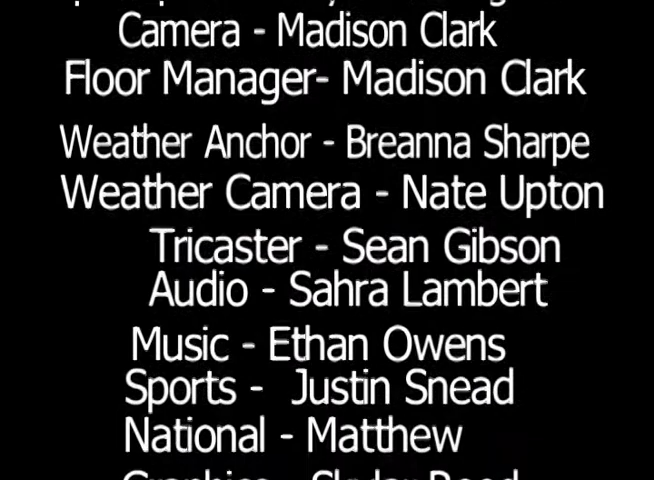 Camera - Madison Clark
Floor Manager- Madison Clark
Weather Anchor - Breanna Sharpe
Weather Camera - Nate Upton
Tricaster - Sean Gibson
Audio - Sahra Lambert
Music - Ethan Owens
Sports - Justin Snead
National - Matthew